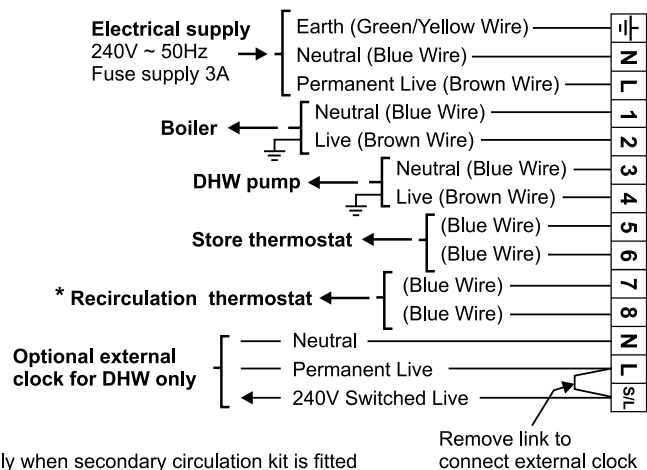 Electrical supply
240V ~ 50Hz
Fuse supply 3A
Earth (Green/Yellow Wire)
Neutral (Blue Wire) N
Permanent Live (Brown Wire) L
Boiler
Neutral (Blue Wire) 1
Live (Brown Wire) 2
DHW pump
Neutral (Blue Wire) 3
Live (Brown Wire) 4
Store thermostat
(Blue Wire) 5
(Blue Wire) 6
* Recirculation thermostat
(Blue Wire) 7
(Blue Wire) 8
Optional external
clock for DHW only
Neutral N
Permanent Live L
240V Switched Live S/L
Remove link to
connect external clock
ly when secondary circulation kit is fitted